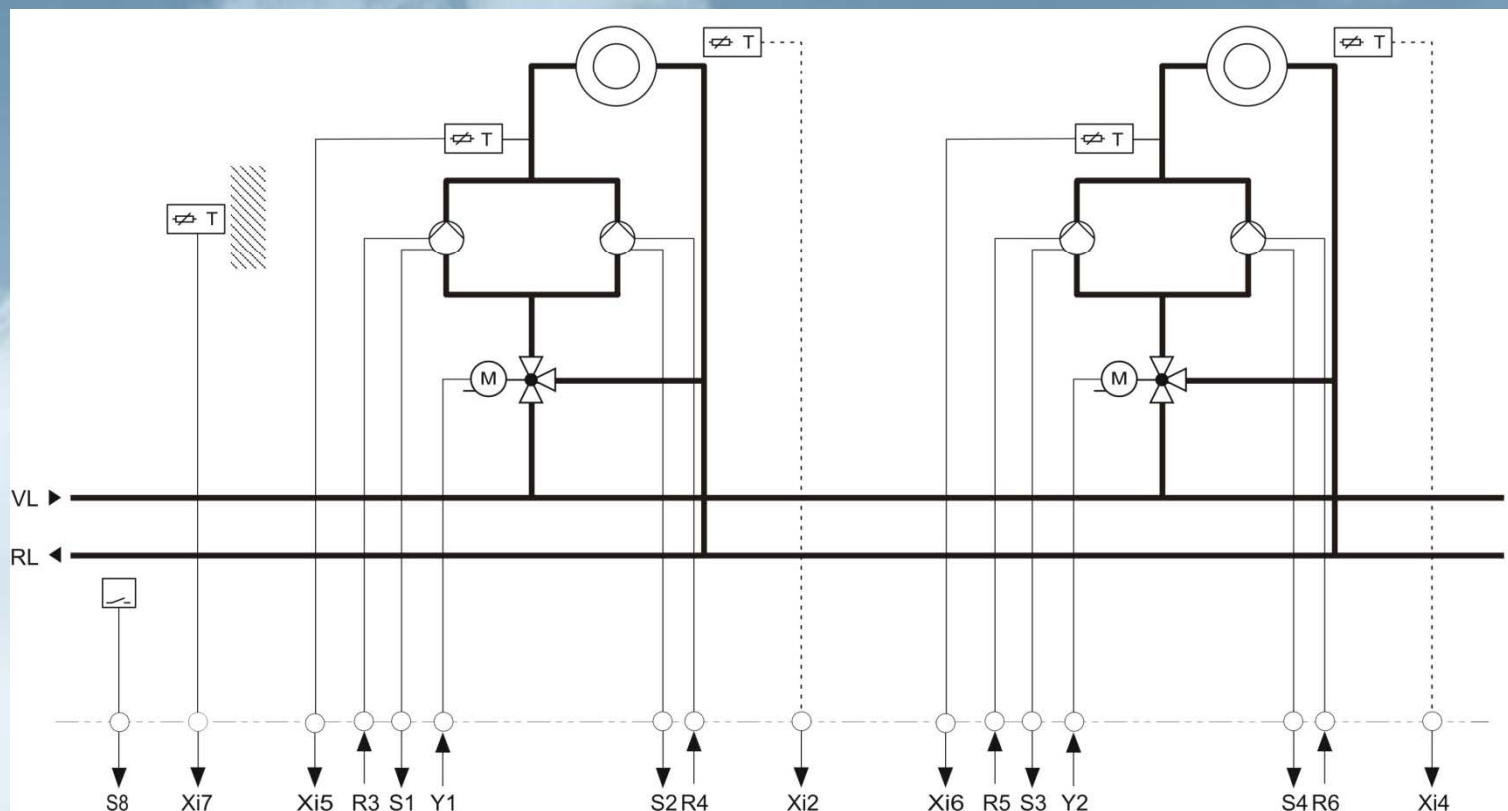 T T
T T
T
M M
VL
RL
S8 Xi7 Xi5 R3 S1 Y1 S2 R4 Xi2 Xi6 R5 S3 Y2 S4 R6 Xi4